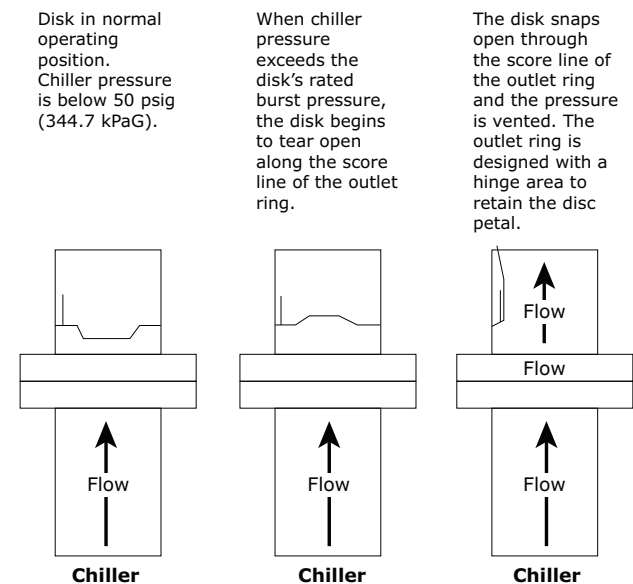 Disk in normal
operating
position.
Chiller pressure
is below 50 psig
(344.7 kPaG).
When chiller
pressure
exceeds the
disk's rated
burst pressure,
the disk begins
to tear open
along the score
line of the outlet
ring.
The disk snaps
open through
the score line of
the outlet ring
and the pressure
is vented. The
outlet ring is
designed with a
hinge area to
retain the disc
petal.
Flow
Flow
Flow
Flow
Flow
Chiller
Chiller
Chiller